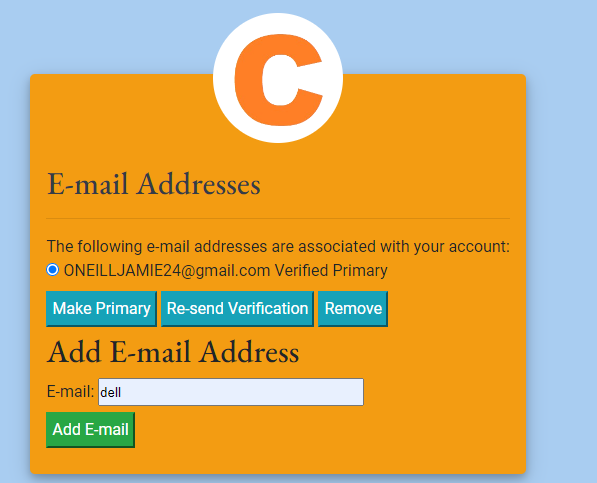 C
E-mail Addresses
The following e-mail addresses are associated with your account:
ONEILLJAMIE24@gmail.com Verified Primary
Make Primary Re-send Verification Remove
Add E-mail Address
E-mail: dell
Add E-mail